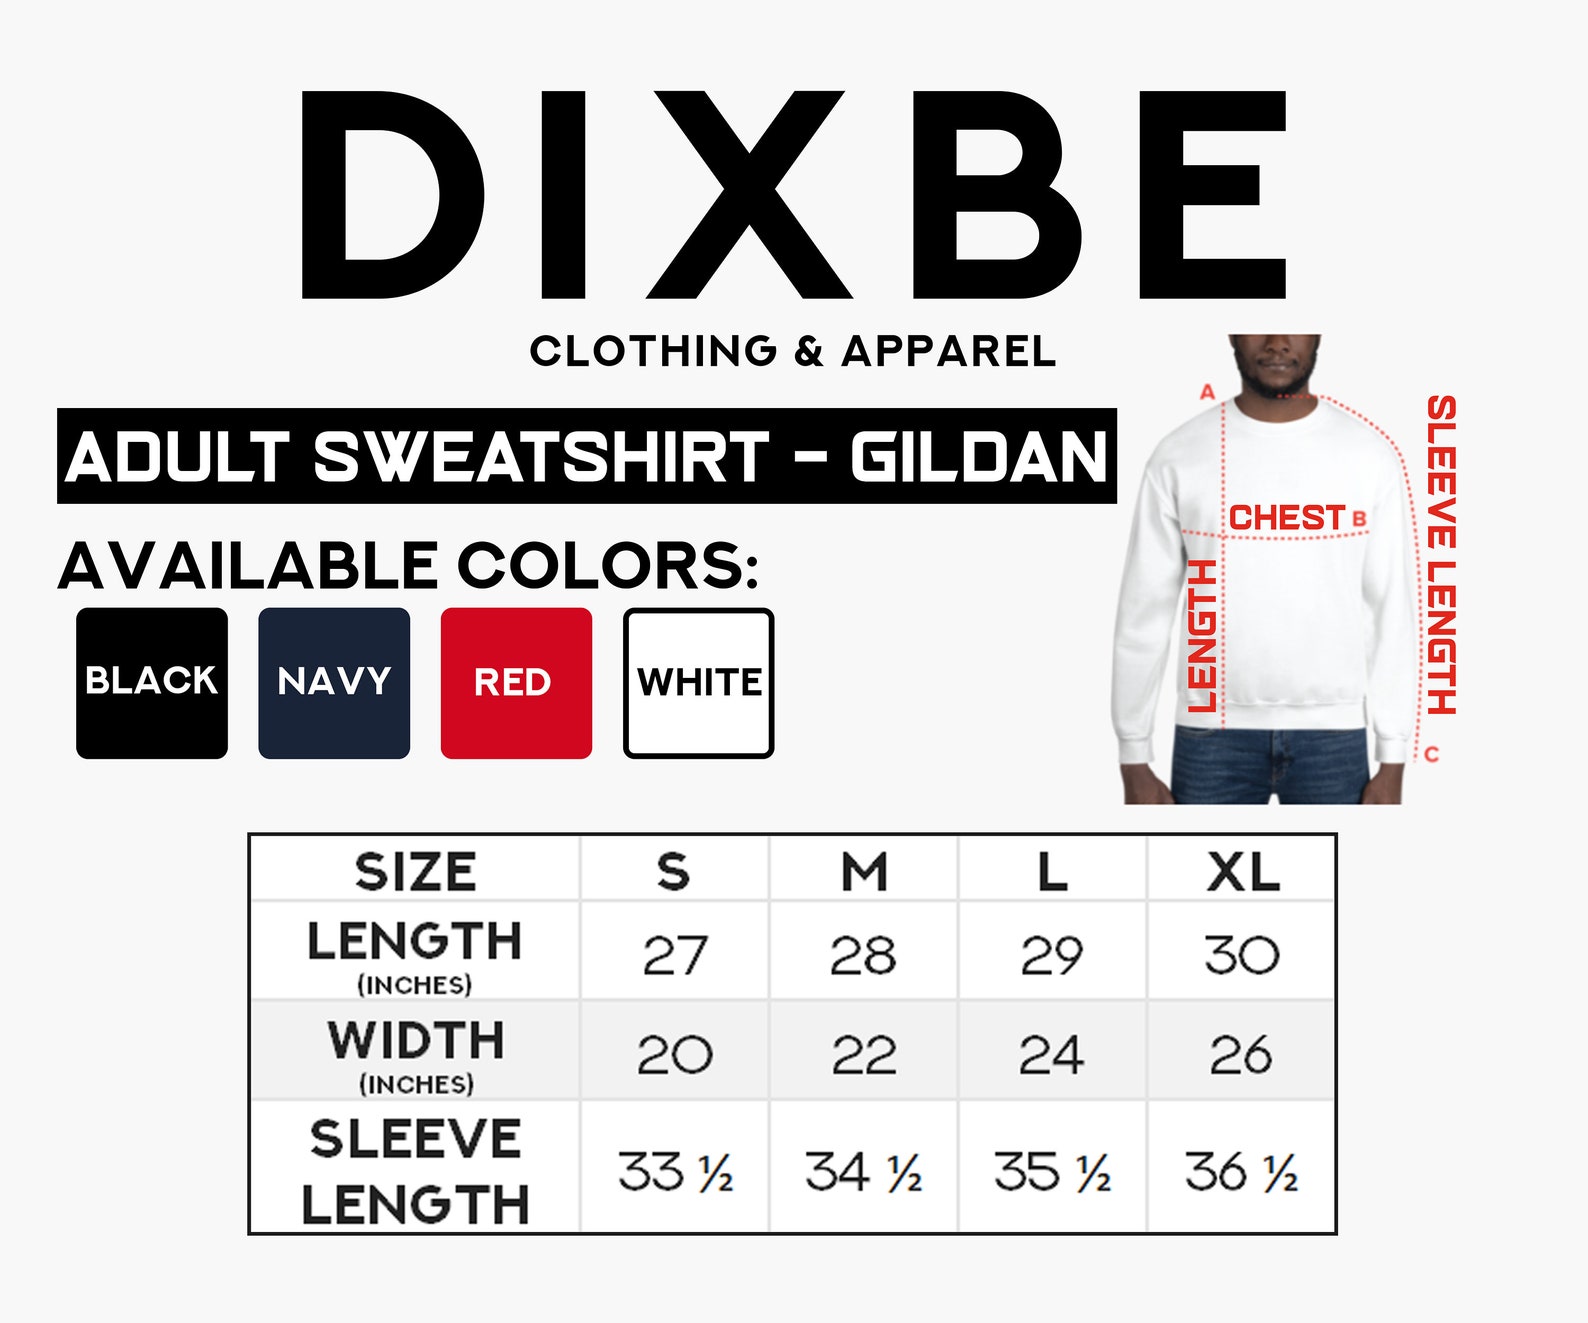 DIXBE
CLOTHING & APPAREL
ADULT SWEATSHIRT - GILDAN
AVAILABLE COLORS:
BLACK NAVY RED WHITE
A
CHEST B
LENGTH
SLEEVE LENGTH
C
SIZE S M L XL
LENGTH 27 28 29 30
(INCHES)
WIDTH 20 22 24 26
(INCHES)
SLEEVE
LENGTH 33 ½ 34 ½ 35 ½ 36 ½